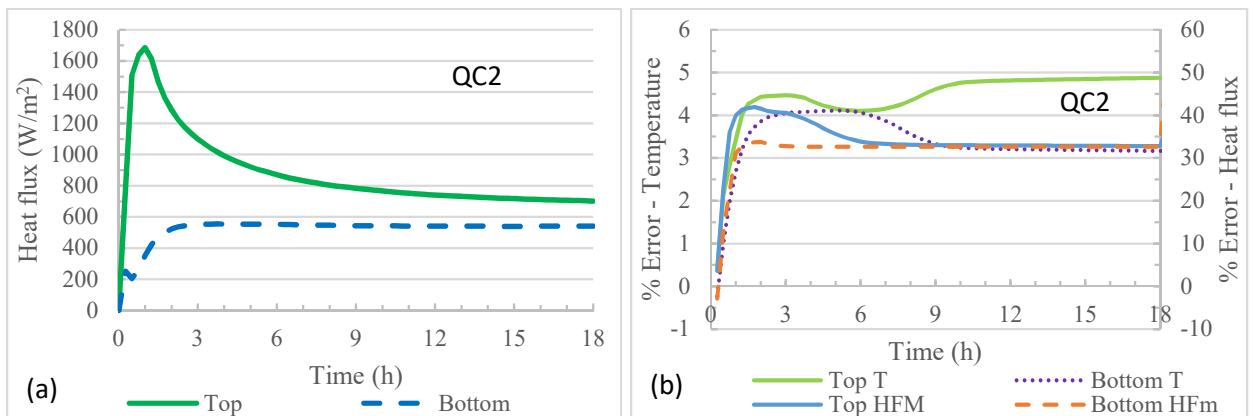 1800
1600
1400
1200
1000
800
600
400
200
0
Heat flux (W/m2)
QC2
0 3 6 9 12 15 18
Time (h)
(a)
Top Bottom
6
5
4
3
2
1
0
-1
% Error - Temperature
QC2
60
50
40
30
20
10
0
-10
% Error - Heat flux
0 3 6 9 12 15 18
Time (h)
(b)
Top T Bottom T
Top HFM Bottom HFm